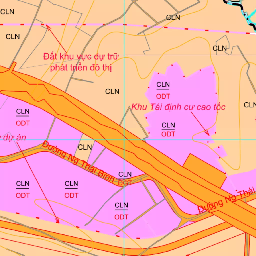 CLN
CLN
CLN
CLN
Đất khu vực dự trữ
phát triển đô thị
CLN
ODT
CLN
Khu Tái định cư cao tốc
CLN
ODT
CLN
ODT
dự án
CLN
Đường Ng Thái Bình
CLN
ODT
CLN
ODT
CLN
ODT
CLN
ODT
Đường Ng Thái
CLN